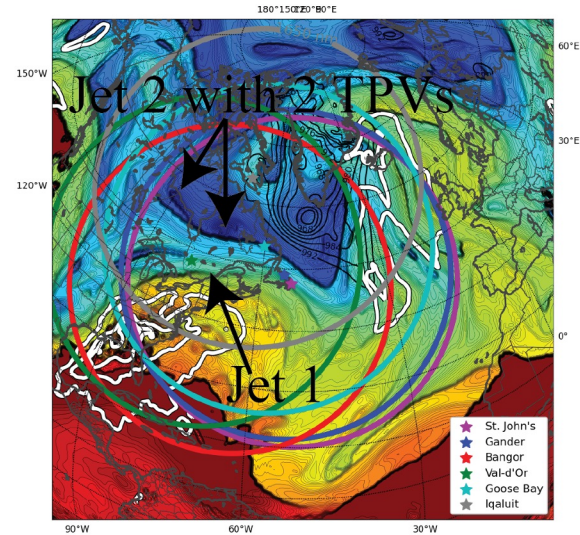 180°150°E 120°E 90°E
60°E
150°W
Jet 2 with 2 TPVs
30°E
120°W
992
Jet 1
0°
St. John's
Gander
Bangor
Val-d'Or
Goose Bay
Iqaluit
90°W
60°W
30°W